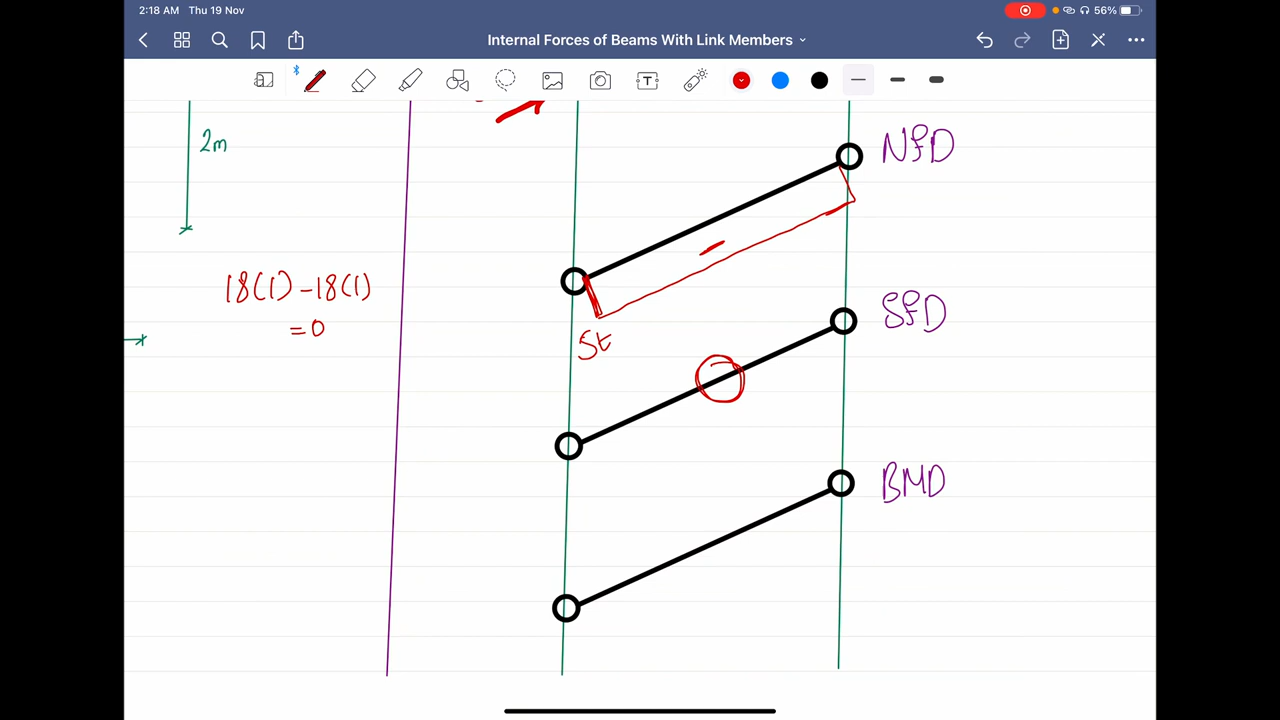 2:18 AM Thu 19 Nov
56%
Internal Forces of Beams With Link Members
T
2m
NfD
18(1) - 18(1)
= 0
5t
-
SfD
BMD